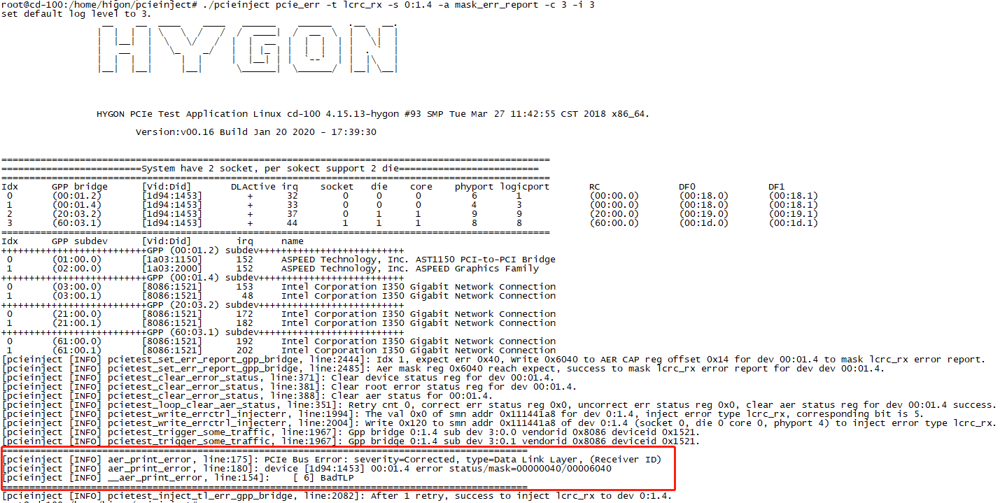 root@cd-100:/home/higon/pcieinject# ./pcieinject pcie_err -t lcrc_rx -s 0:1.4 -a mask_err_report -c 3 -i 3
set default log level to 3.
HYGON
HYGON PCIe Test Application Linux cd-100 4.15.13-hygon #93 SMP Tue Mar 27 11:42:55 CST 2018 x86_64.
Version:v00.16 Build Jan 20 2020 - 17:39:30
==================================================================================================
=========================System have 2 socket, per sokect support 2 die=========================
==================================================================================================
Idx GPP bridge [Vid:Did] DLActive irq socket die core phyport logicport RC DF0 DF1
0 (00:01.2) [1d94:1453] + 32 0 0 0 6 1 (00:00.0) (00:18.0) (00:18.1)
1 (00:01.4) [1d94:1453] + 33 0 0 0 4 3 (00:00.0) (00:18.0) (00:18.1)
2 (20:03.2) [1d94:1453] + 37 0 1 1 9 9 (20:00.0) (00:19.0) (00:19.1)
3 (60:03.1) [1d94:1453] + 44 1 1 1 8 8 (60:00.0) (00:1d.0) (00:1d.1)
==================================================================================================
Idx GPP subdev [Vid:Did] irq name
++++++++++++++++++++++++++GPP (00:01.2) subdev++++++++++++++++++++++++++
0 (01:00.0) [1a03:1150] 152 ASPEED Technology, Inc. AST1150 PCI-to-PCI Bridge
1 (02:00.0) [1a03:2000] 152 ASPEED Technology, Inc. ASPEED Graphics Family
++++++++++++++++++++++++++GPP (00:01.4) subdev++++++++++++++++++++++++++
0 (03:00.0) [8086:1521] 153 Intel Corporation I350 Gigabit Network Connection
1 (03:00.1) [8086:1521] 48 Intel Corporation I350 Gigabit Network Connection
++++++++++++++++++++++++++GPP (20:03.2) subdev++++++++++++++++++++++++++
0 (21:00.0) [8086:1521] 172 Intel Corporation I350 Gigabit Network Connection
1 (21:00.1) [8086:1521] 182 Intel Corporation I350 Gigabit Network Connection
++++++++++++++++++++++++++GPP (60:03.1) subdev++++++++++++++++++++++++++
0 (61:00.0) [8086:1521] 192 Intel Corporation I350 Gigabit Network Connection
1 (61:00.1) [8086:1521] 202 Intel Corporation I350 Gigabit Network Connection
[pcieinject [INFO] pcietest_set_err_report_gpp_bridge, line:2444]: Idx 1, expect err 0x40, Write 0x6040 to AER CAP reg offset 0x14 for dev 00:01.4 to mask lcrc_rx error report.
[pcieinject [INFO] pcietest_set_err_report_gpp_bridge, line:2485]: Aer mask reg 0x6040 reach expect, success to mask lcrc_rx error report for dev dev 00:01.4.
[pcieinject [INFO] pcietest_clear_error_status, line:371]: Clear device status reg for dev 00:01.4.
[pcieinject [INFO] pcietest_clear_error_status, line:381]: Clear root error status reg for dev 00:01.4.
[pcieinject [INFO] pcietest_clear_error_status, line:388]: Clear aer status for 00:01.4.
[pcieinject [INFO] pcietest_loop_clear_aer_status, line:351]: Retry cnt 0, correct err status reg 0x0, uncorrect err status reg 0x0, clear aer status reg for dev 00:01.4 success.
[pcieinject [INFO] pcietest_write_errctrl_injecterr, line:1994]: The val 0x0 of smn addr 0x111441a8 for dev 0:1.4, inject error type lcrc_rx, corresponding bit is 5.
[pcieinject [INFO] pcietest_write_errctrl_injecterr, line:2004]: Write 0x120 to smn addr 0x111441a8 of dev 0:1.4 (socket 0, die 0 core 0, phyport 4) to inject error type lcrc_rx.
[pcieinject [INFO] pcietest_trigger_some_traffic, line:1967]: Gpp bridge 0:1.4 sub dev 3:0.0 vendorid 0x8086 deviceid 0x1521.
[pcieinject [INFO] pcietest_trigger_some_traffic, line:1967]: Gpp bridge 0:1.4 sub dev 3:0.1 vendorid 0x8086 deviceid 0x1521.
==============================================================================================
[pcieinject [INFO] aer_print_error, line:175]: PCIe Bus Error: severity=Corrected, type=Data Link Layer, (Receiver ID)
[pcieinject [INFO] aer_print_error, line:180]: device [1d94:1453] 00:01.4 error status/mask=00000040/00006040
[pcieinject [INFO] __aer_print_error, line:154]: [ 6] BadTLP
==============================================================================================
[pcieinject [INFO] pcietest_inject_tl_err_gpp_bridge, line:2082]: After 1 retry, success to inject lcrc_rx to dev 0:1.4.